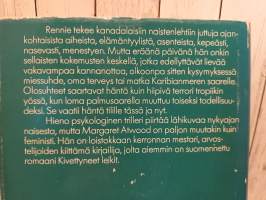 Rennie tekee kanadalaisiin naistenlehtiin juttuja ajan-
kohtaisista aiheista, elämäntyylistä, asenteista, kepeästi,
nasevasti, menestyen. Mutta eräänä päivänä hän onkin
sellaisten kokemusten keskellä, jotka edellyttävät lievää
vakavampaa kannanottoa, olkoonpa sitten kysymyksessä
miessuhde, oma terveys tai matka Karibianmeren saarelle.
Olosuhteet saartavat häntä kuin hiipivä terrori tropiikin
yössä, kun loma palmusaarella muuttuu toiseksi todellisuu-
deksi. Se vaatii häntä tilille tässä ja nyt.
Hieno psykologinen trilleri piirtää lähikuvaa nykyajan
naisesta, mutta Margaret Atwood on paljon muutakin kuin
feministi. Hän on loistokkaan kerronnan mestari, arvos-
telijoiden kiittämä kirjailija, jolta aiemmin on suomennettu
romaani Kivettyneet leikit.